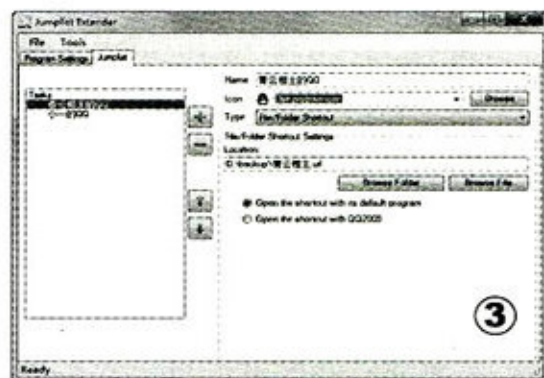 Jumplist Extender
File Tools
Program Settings Jumplist
Name
Tasks
Icon
Browse
Type File/Folder Shortcut
File/Folder Shortcut Settings
Location:
Browse Folder Browse File
Open the shortcut with its default program
Open the shortcut with QQ2009
③
Ready